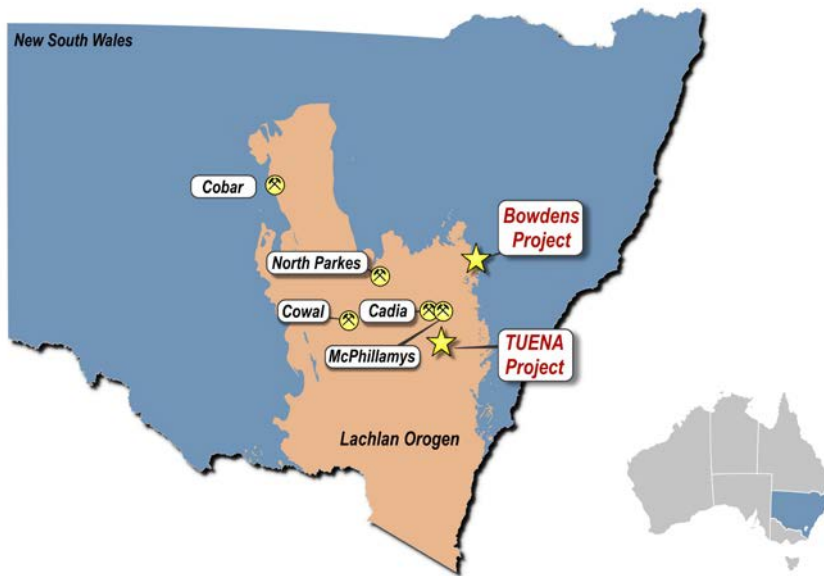 New South Wales
Cobar
Bowdens
Project
North Parkes
Cowal
Cadia
McPhillamys
TUENA
Project
Lachlan Orogen